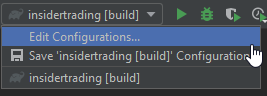 insidertrading [build]
Edit Configurations...
Save 'insidertrading [build]' Configuration
insidertrading [build]